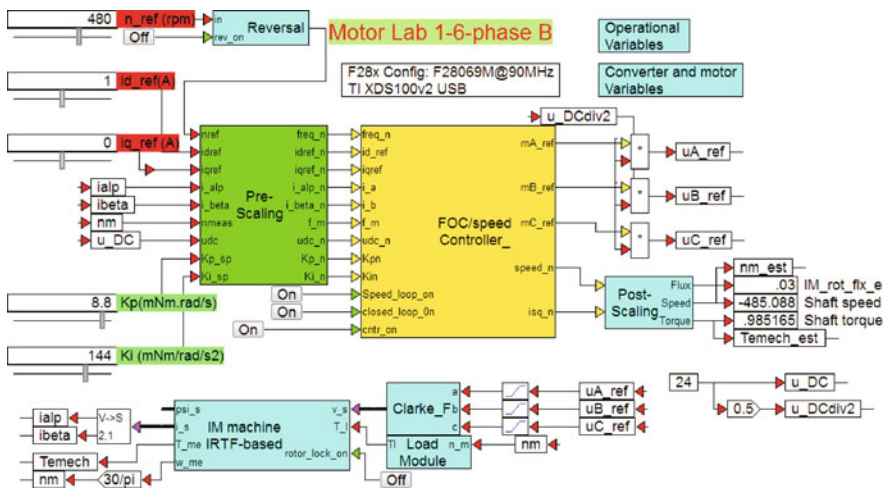 480 n_ref (rpm
in Reversal
Off rev_on
Motor Lab 1-6-phase B
Operational
Variables
F28x Config: F28069M@90MHz
TI XDS100v2 USB
Converter and motor
Variables
1 Id_ref(A)
0 Iq_ref (A)
u_DCdiv2
nref freq_n
idref idref_n
iqref iqref_n
i_alp i_alp_n
i_beta i_beta_n
nmeas f_m
udc udc_n
Kp_sp Kp_n
Ki_sp Ki_n
Pre-
Scaling
ialp
ibeta
nm
u_DC
freq_n
id_ref
iqref
i_a
i_b
f_m
udc_n
Kpn
Kin
Speed_loop_on
closed_loop_0n
cntr_on
FOC/speed
Controller_
mA_ref
mB_ref
mC_ref
speed_n
isq_n
* uA_ref
* uB_ref
* uC_ref
On
On
On
8.8 Kp(mNm.rad/s)
144 Ki (mNm/rad/s2)
Post-
Scaling
Flux
Speed
Torque
nm_est
.03 IM_rot_flx_e
-485.088 Shaft speed
.985165 Shaft torque
Temech_est
ialp
ibeta
V->S
2.1
Temech
nm 30/pi
psi_s
i_s
T_me
w_me
IM machine
IRTF-based
v_s
T_l
rotor_lock_on
Off
Clarke_F
a
b
c
uA_ref
uB_ref
uC_ref
Tl Load
Module
n_m
nm
24 u_DC
0.5 u_DCdiv2